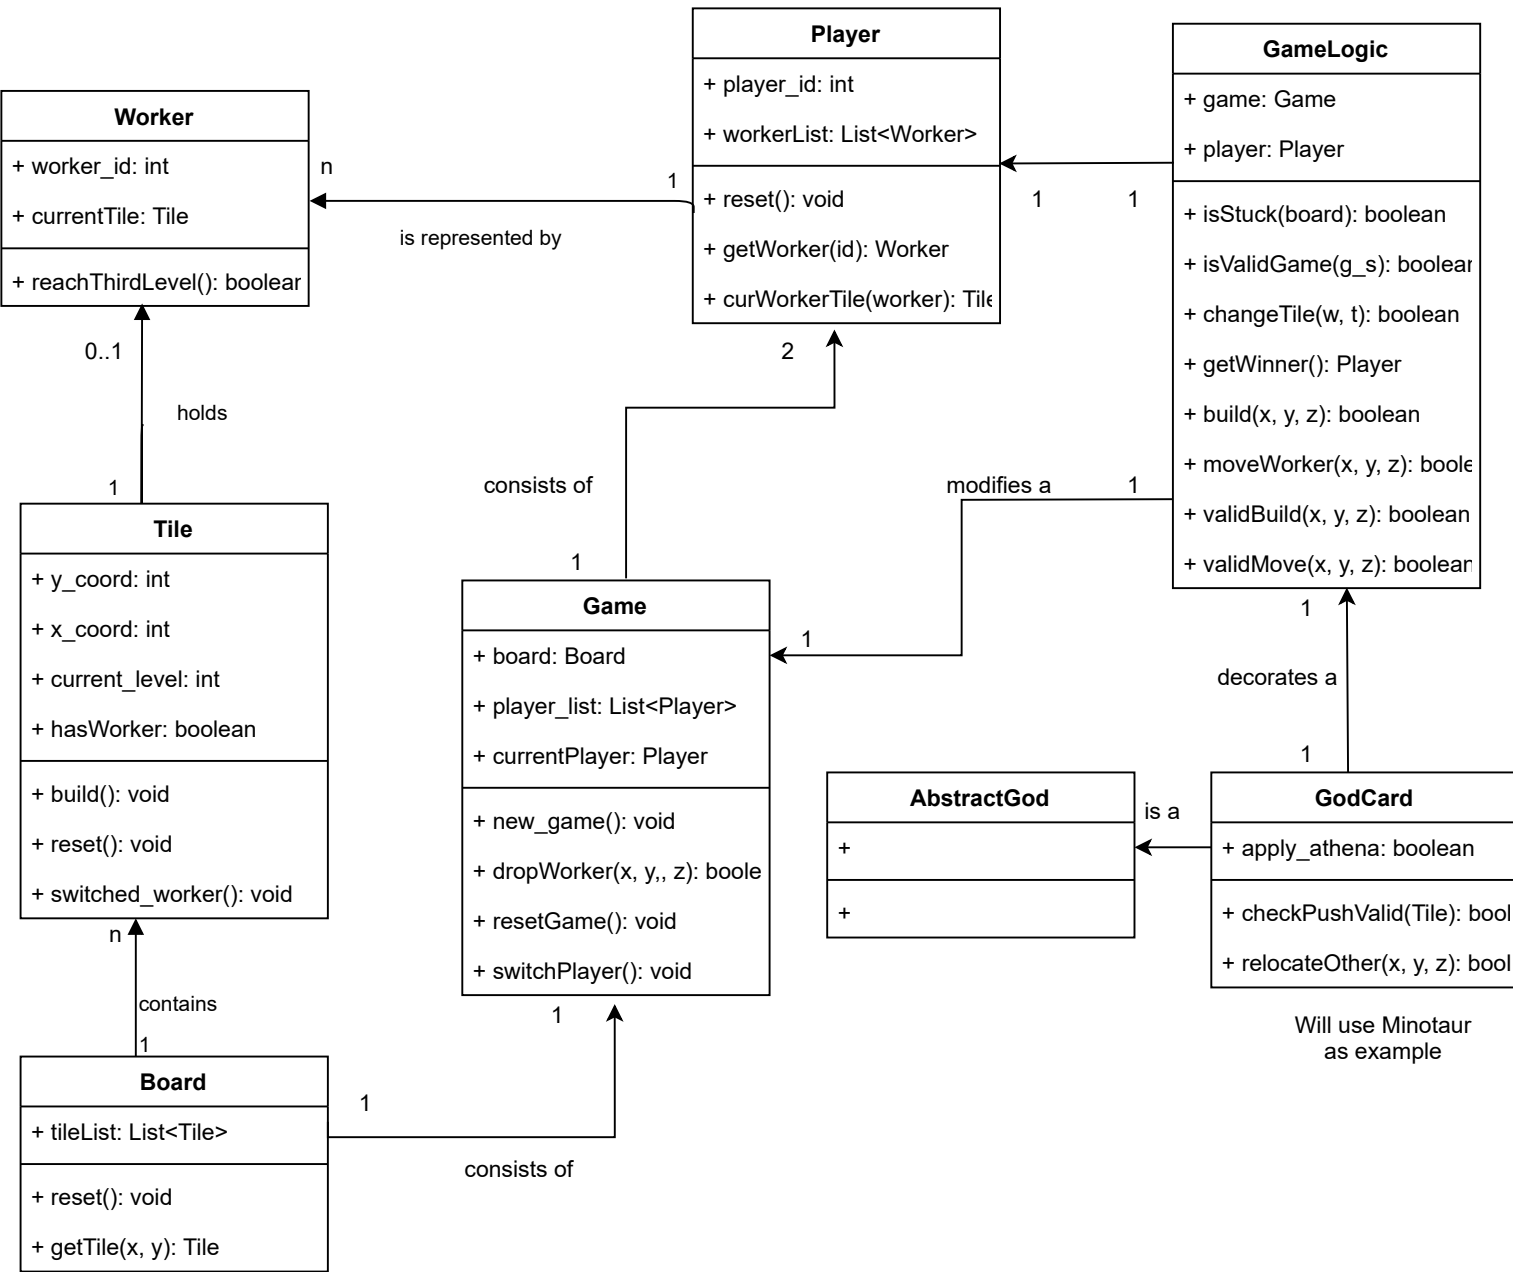 Player
+ player_id: int
+ workerList: List<Worker>
+ reset(): void
+ getWorker(id): Worker
+ curWorkerTile(worker): Tile
GameLogic
+ game: Game
+ player: Player
+ isStuck(board): boolean
+ isValidGame(g_s): boolean
+ changeTile(w, t): boolean
+ getWinner(): Player
+ build(x, y, z): boolean
+ moveWorker(x, y, z): boole
+ validBuild(x, y, z): boolean
+ validMove(x, y, z): boolean
Worker
+ worker_id: int
+ currentTile: Tile
+ reachThirdLevel(): boolean
n
1
is represented by
1
1
0..1
holds
1
2
consists of
1
modifies a
1
1
Tile
+ y_coord: int
+ x_coord: int
+ current_level: int
+ hasWorker: boolean
+ build(): void
+ reset(): void
+ switched_worker(): void
Game
+ board: Board
+ player_list: List<Player>
+ currentPlayer: Player
+ new_game(): void
+ dropWorker(x, y,, z): boole
+ resetGame(): void
+ switchPlayer(): void
1
decorates a
1
AbstractGod
+
+
is a
GodCard
+ apply_athena: boolean
+ checkPushValid(Tile): bool
+ relocateOther(x, y, z): bool
Will use Minotaur
as example
n
contains
1
Board
+ tileList: List<Tile>
+ reset(): void
+ getTile(x, y): Tile
1
1
consists of